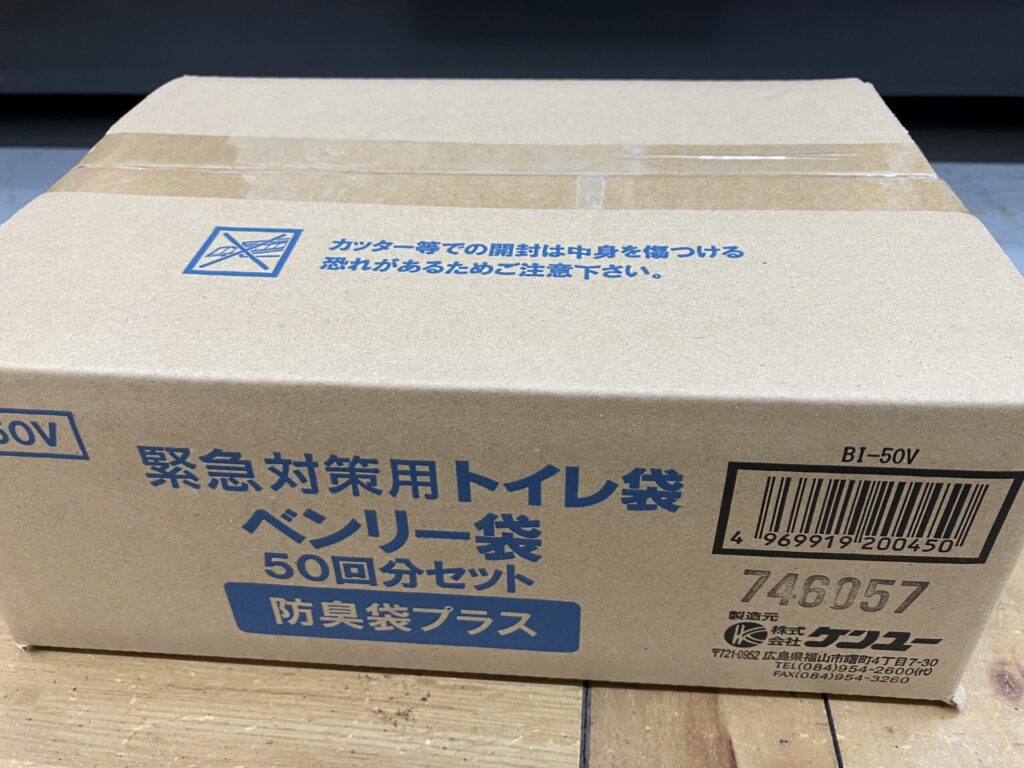 カッター等での開封は中身を傷つける
恐れがあるためご注意下さい。
50V
緊急対策用トイレ袋
ベンリー袋
50回分セット
防臭袋プラス
BI-50V
4 969919 200450
746057
製造元
株式会社ケンユー
〒721-0952 広島県福山市曙町4丁目7-30
TEL(084)954-2600(代)
FAX(084)954-3260